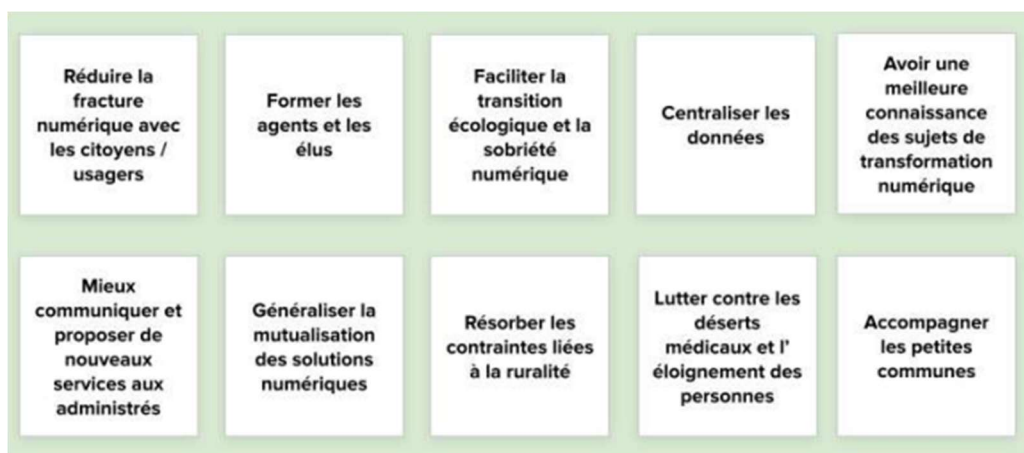 Réduire la
fracture
numérique avec
les citoyens /
usagers
Former les
agents et les
élus
Faciliter la
transition
écologique et la
sobriété
numérique
Centraliser les
données
Avoir une
meilleure
connaissance
des sujets de
transformation
numérique
Mieux
communiquer et
proposer de
nouveaux
services aux
administrés
Généraliser la
mutualisation
des solutions
numériques
Résorber les
contraintes liées
à la ruralité
Lutter contre les
déserts
médicaux et l’
éloignement des
personnes
Accompagner
les petites
communes